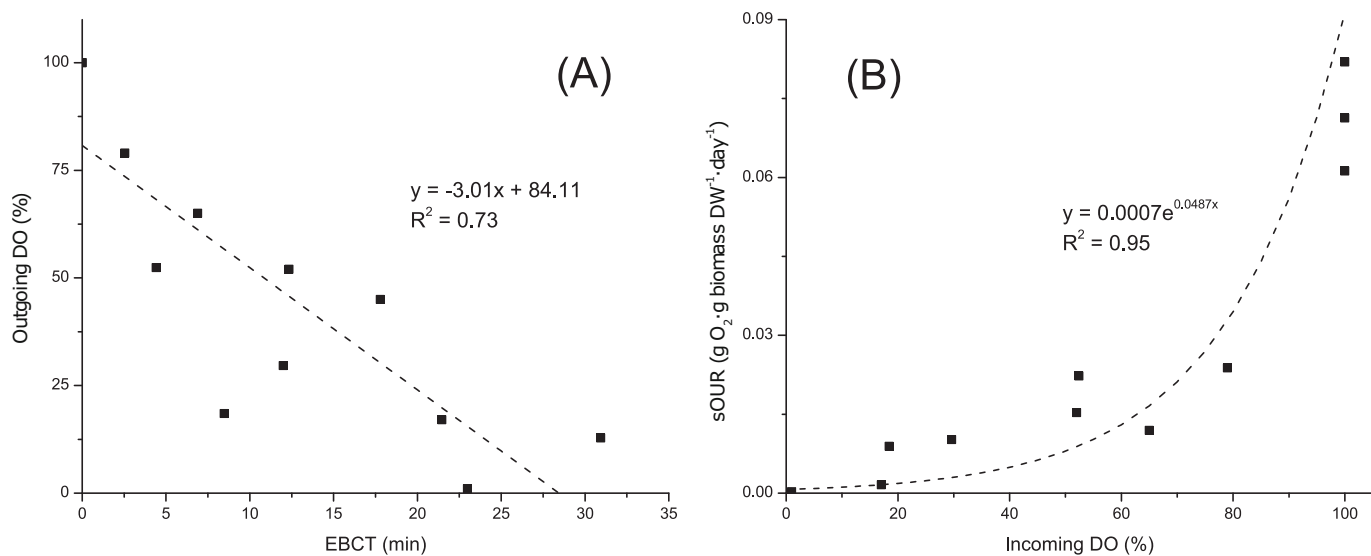 (A)
100
75
50
25
0
Outgoing DO (%)
y = -3.01x + 84.11
R² = 0.73
0 5 10 15 20 25 30 35
EBCT (min)
(B)
0.09
0.06
0.03
0.00
sOUR (g O₂·g biomass DW⁻¹·day⁻¹)
y = 0.0007e^0.0487x
R² = 0.95
0 20 40 60 80 100
Incoming DO (%)